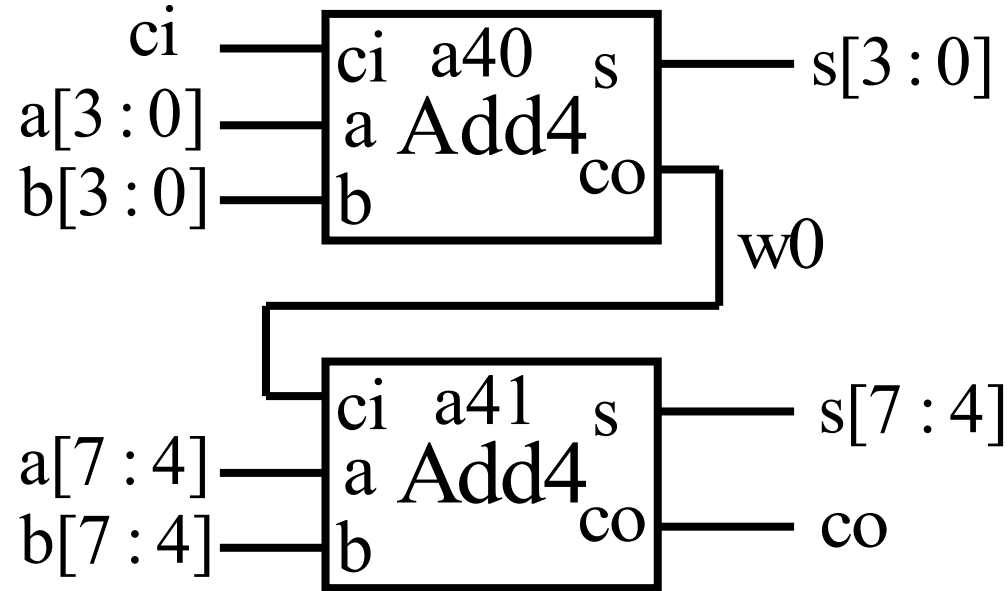 ci
a[3 : 0]
b[3 : 0]
ci a40 s
a Add4
b co
s[3 : 0]
w0
a[7 : 4]
b[7 : 4]
ci a41 s
a Add4
b co
s[7 : 4]
co